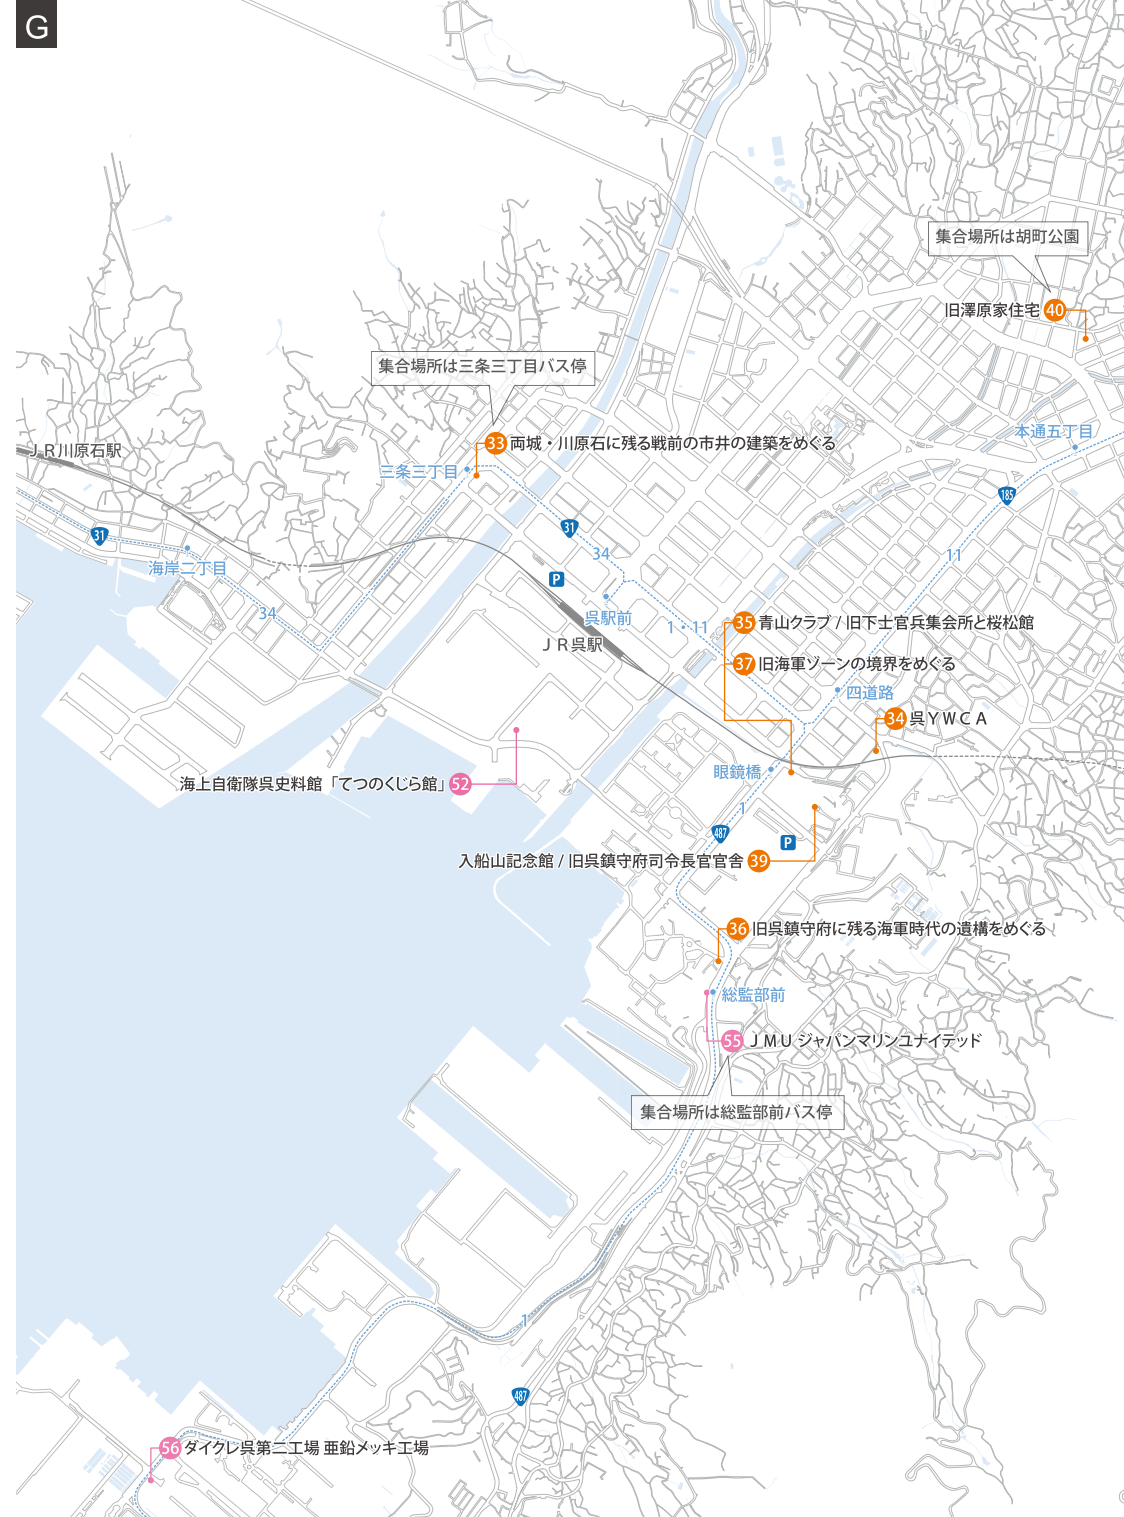 G
集合場所は胡町公園
旧澤原家住宅 40
集合場所は三条三丁目バス停
33 両城・川原石に残る戦前の市井の建築をめぐる
本通五丁目
ＪＲ川原石駅
三条三丁目
185
31
31
34
11
海岸二丁目
P
34
呉駅前
1・11
35 青山クラブ / 旧下士官兵集会所と桜松館
ＪＲ呉駅
37 旧海軍ゾーンの境界をめぐる
四道路
34 呉ＹＷＣＡ
眼鏡橋
海上自衛隊呉史料館「てつのくじら館」 52
1
487
P
入船山記念館 / 旧呉鎮守府司令長官官舎 39
36 旧呉鎮守府に残る海軍時代の遺構をめぐる
総監部前
55 ＪＭＵ ジャパンマリンユナイテッド
集合場所は総監部前バス停
1
487
56 ダイクレ呉第二工場 亜鉛メッキ工場